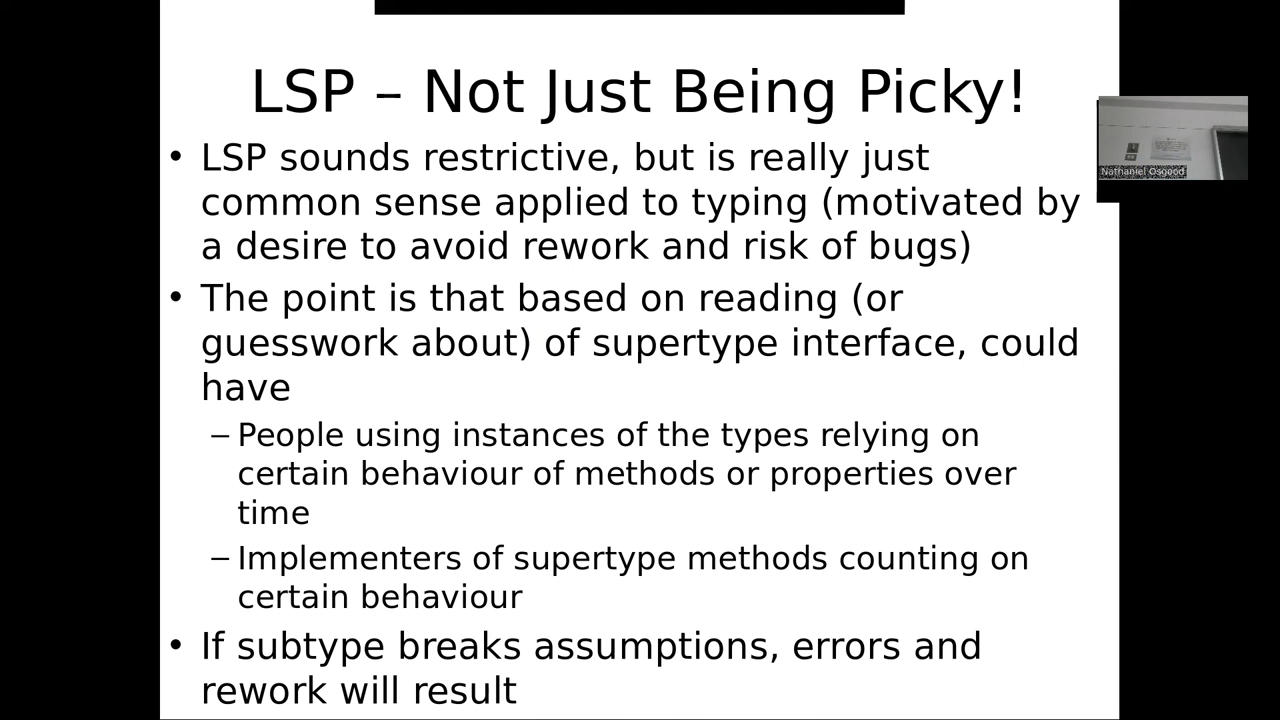 LSP – Not Just Being Picky!
• LSP sounds restrictive, but is really just
common sense applied to typing (motivated by
a desire to avoid rework and risk of bugs)
• The point is that based on reading (or
guesswork about) of supertype interface, could
have
– People using instances of the types relying on
certain behaviour of methods or properties over
time
– Implementers of supertype methods counting on
certain behaviour
• If subtype breaks assumptions, errors and
rework will result
Nathaniel Osgood